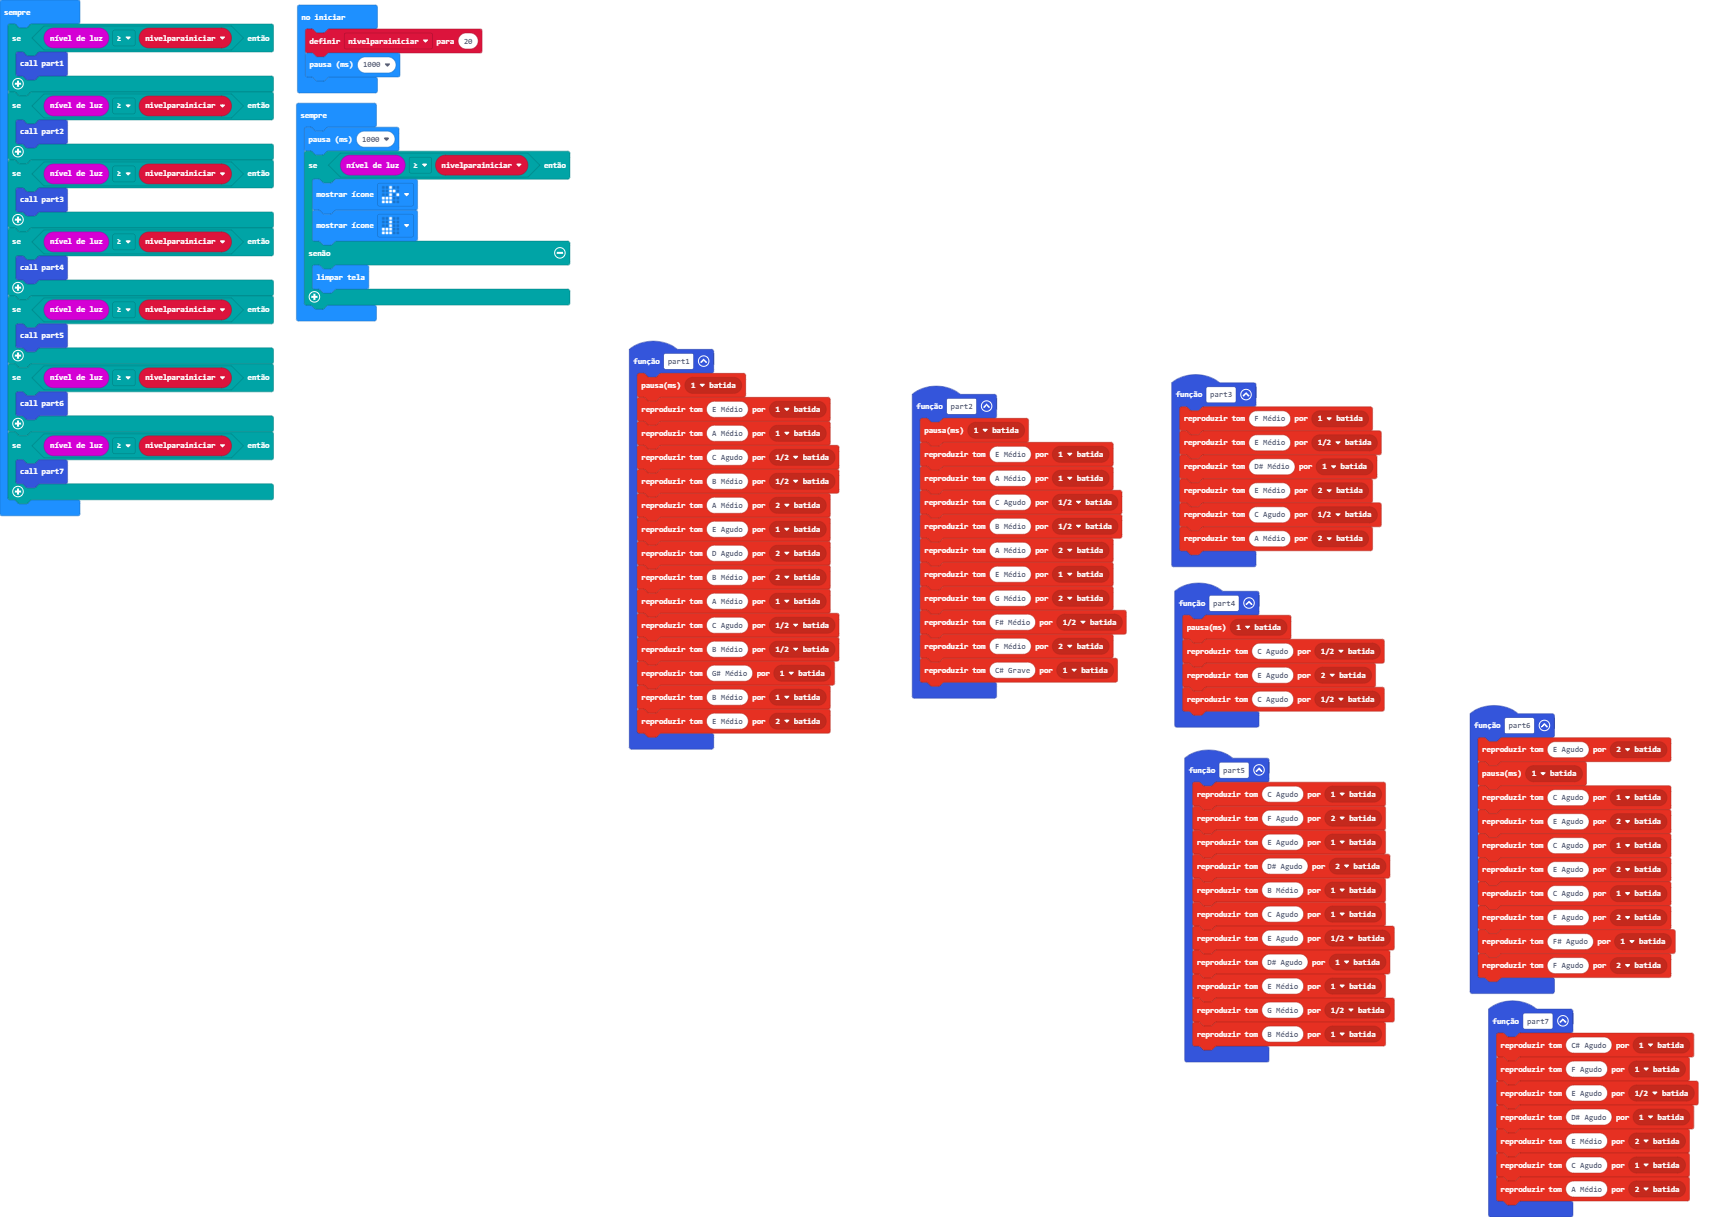 sempre
se nível de luz ≥ nivelparainiciar então
call part1
se nível de luz ≥ nivelparainiciar então
call part2
se nível de luz ≥ nivelparainiciar então
call part3
se nível de luz ≥ nivelparainiciar então
call part4
se nível de luz ≥ nivelparainiciar então
call part5
se nível de luz ≥ nivelparainiciar então
call part6
se nível de luz ≥ nivelparainiciar então
call part7
no iniciar
definir nivelparainiciar para 20
pausa (ms) 1000
sempre
pausa (ms) 1000
se nível de luz ≥ nivelparainiciar então
mostrar ícone
mostrar ícone
senão
limpar tela
função part1
pausa(ms) 1 batida
reproduzir tom E Médio por 1 batida
reproduzir tom A Médio por 1 batida
reproduzir tom C Agudo por 1/2 batida
reproduzir tom B Médio por 1/2 batida
reproduzir tom A Médio por 2 batida
reproduzir tom E Agudo por 1 batida
reproduzir tom D Agudo por 2 batida
reproduzir tom B Médio por 2 batida
reproduzir tom A Médio por 1 batida
reproduzir tom C Agudo por 1/2 batida
reproduzir tom B Médio por 1/2 batida
reproduzir tom G# Médio por 1 batida
reproduzir tom B Médio por 1 batida
reproduzir tom E Médio por 2 batida
função part2
pausa(ms) 1 batida
reproduzir tom E Médio por 1 batida
reproduzir tom A Médio por 1 batida
reproduzir tom C Agudo por 1/2 batida
reproduzir tom B Médio por 1/2 batida
reproduzir tom A Médio por 2 batida
reproduzir tom E Médio por 1 batida
reproduzir tom G Médio por 2 batida
reproduzir tom F# Médio por 1/2 batida
reproduzir tom F Médio por 2 batida
reproduzir tom C# Grave por 1 batida
função part3
reproduzir tom F Médio por 1 batida
reproduzir tom E Médio por 1/2 batida
reproduzir tom D# Médio por 1 batida
reproduzir tom E Médio por 2 batida
reproduzir tom C Agudo por 1/2 batida
reproduzir tom A Médio por 2 batida
função part4
pausa(ms) 1 batida
reproduzir tom C Agudo por 1/2 batida
reproduzir tom E Agudo por 2 batida
reproduzir tom C Agudo por 1/2 batida
função part5
reproduzir tom C Agudo por 1 batida
reproduzir tom F Agudo por 2 batida
reproduzir tom E Agudo por 1 batida
reproduzir tom D# Agudo por 2 batida
reproduzir tom B Médio por 1 batida
reproduzir tom C Agudo por 1 batida
reproduzir tom E Agudo por 1/2 batida
reproduzir tom D# Agudo por 1 batida
reproduzir tom E Médio por 1 batida
reproduzir tom G Médio por 1/2 batida
reproduzir tom B Médio por 1 batida
função part6
reproduzir tom E Agudo por 2 batida
pausa(ms) 1 batida
reproduzir tom C Agudo por 1 batida
reproduzir tom E Agudo por 2 batida
reproduzir tom C Agudo por 1 batida
reproduzir tom E Agudo por 2 batida
reproduzir tom C Agudo por 1 batida
reproduzir tom F Agudo por 2 batida
reproduzir tom F# Agudo por 1 batida
reproduzir tom F Agudo por 2 batida
função part7
reproduzir tom C# Agudo por 1 batida
reproduzir tom F Agudo por 1 batida
reproduzir tom E Agudo por 1/2 batida
reproduzir tom D# Agudo por 1 batida
reproduzir tom E Médio por 2 batida
reproduzir tom C Agudo por 1 batida
reproduzir tom A Médio por 2 batida